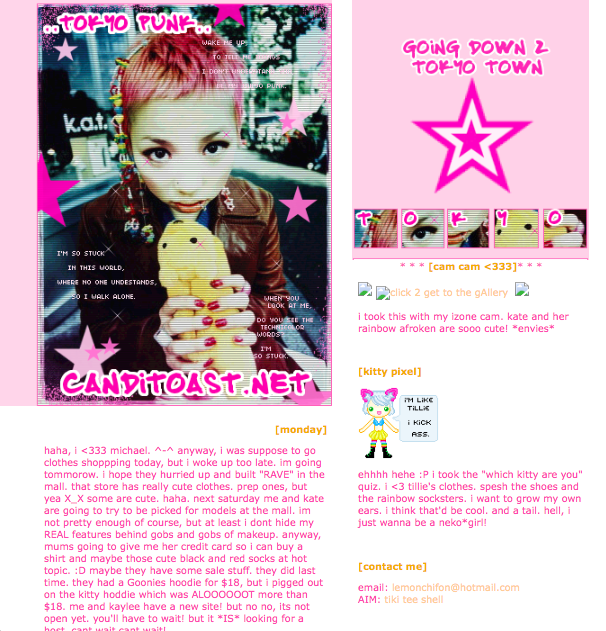 ..TOKYO PUNK..
WAKE ME UP!
TO TELL ME
k.a.t.
I'M SO STUCK
IN THIS WORLD,
WHERE NO ONE UNDESTANDS,
SO I WALK ALONE.
WHEN YOU
LOOK AT ME,
DO YOU SEE THE
TECHNICOLOR
WORDS?
I'M
SO STUCK.
CANDITOAST.NET
[monday]
haha, i <333 michael. ^-^ anyway, i was suppose to go
clothes shoppping today, but i woke up too late. im going
tommorow. i hope they hurried up and built "RAVE" in the
mall. that store has really cute clothes. prep ones, but
yea X_X some are cute. haha. next saturday me and kate
are going to try to be picked for models at the mall. im
not pretty enough of course, but at least i dont hide my
REAL features behind gobs and gobs of makeup. anyway,
mums going to give me her credit card so i can buy a
shirt and maybe those cute black and red socks at hot
topic. :D maybe they have some sale stuff. they did last
time. they had a Goonies hoodie for $18, but i pigged out
on the kitty hoddie which was ALOOOOOOT more than
$18. me and kaylee have a new site! but no no, its not
open yet. you'll have to wait! but it *IS* looking for a
host. cant wait cant wait!
GOING DOWN 2
TOKYO TOWN
T O K Y O
* * * [cam cam <333]* * *
click 2 get to the gAllery
i took this with my izone cam. kate and her
rainbow afroken are sooo cute! *envies*
[kitty pixel]
i'M LIKE
TILLIE
i KICK
ASS.
ehhhh hehe :P i took the "which kitty are you"
quiz. i <3 tillie's clothes. spesh the shoes and
the rainbow socksters. i want to grow my own
ears. i think that'd be cool. and a tail. hell, i
just wanna be a neko*girl!
[contact me]
email: lemonchifon@hotmail.com
AIM: tiki tee shell